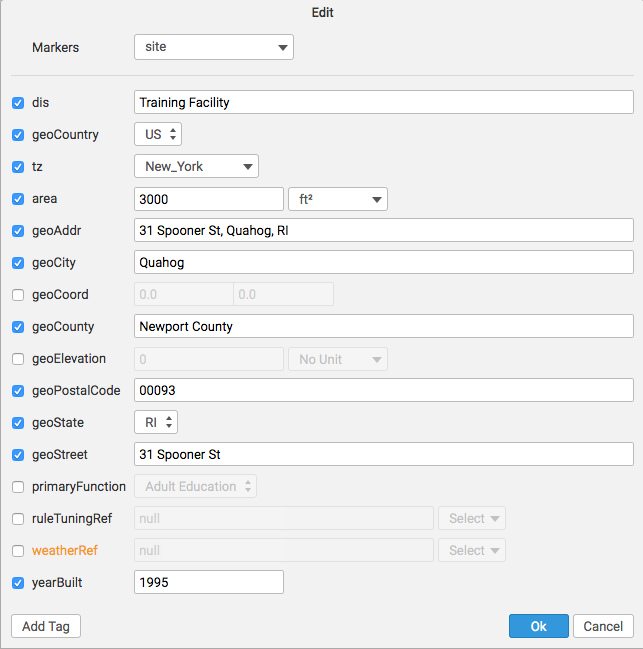 Edit
Markers site
dis Training Facility
geoCountry US
tz New_York
area 3000 ft²
geoAddr 31 Spooner St, Quahog, RI
geoCity Quahog
geoCoord 0.0 0.0
geoCounty Newport County
geoElevation 0 No Unit
geoPostalCode 00093
geoState RI
geoStreet 31 Spooner St
primaryFunction Adult Education
ruleTuningRef null Select
weatherRef null Select
yearBuilt 1995
Add Tag Ok Cancel